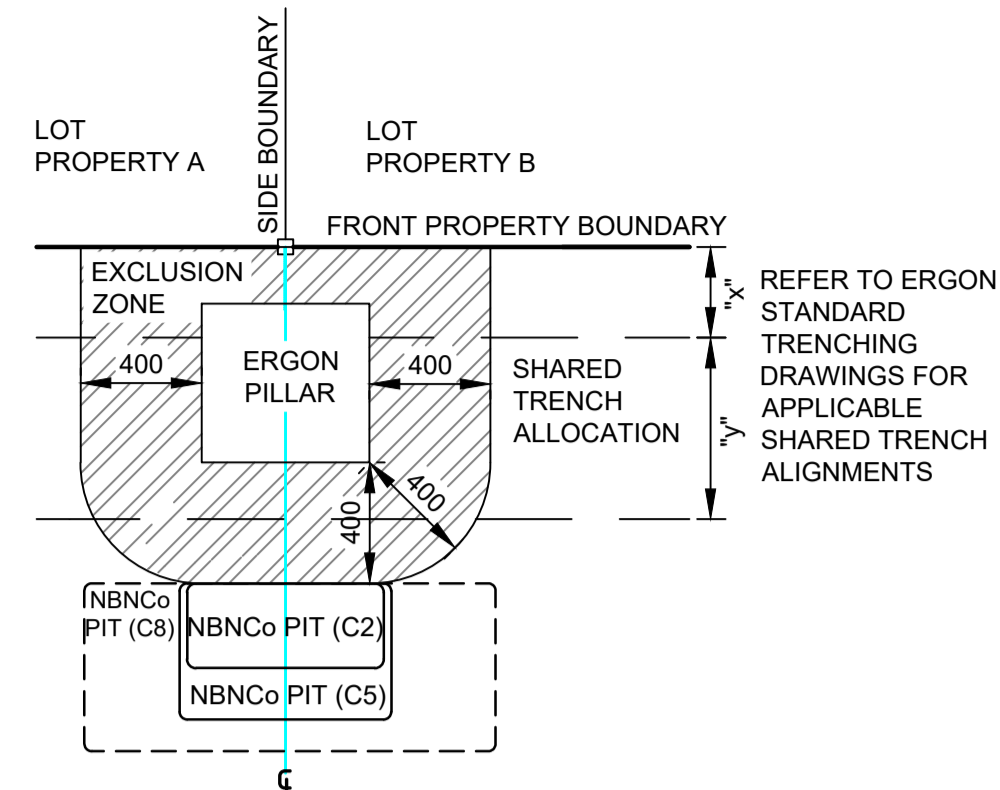 SIDE BOUNDARY
LOT
PROPERTY A
LOT
PROPERTY B
FRONT PROPERTY BOUNDARY
EXCLUSION
ZONE
"x"
REFER TO ERGON
STANDARD
TRENCHING
DRAWINGS FOR
APPLICABLE
SHARED TRENCH
ALIGNMENTS
400
ERGON
PILLAR
400
SHARED
TRENCH
ALLOCATION
"y"
400
400
NBNCo
PIT (C8)
NBNCo PIT (C2)
NBNCo PIT (C5)
℄